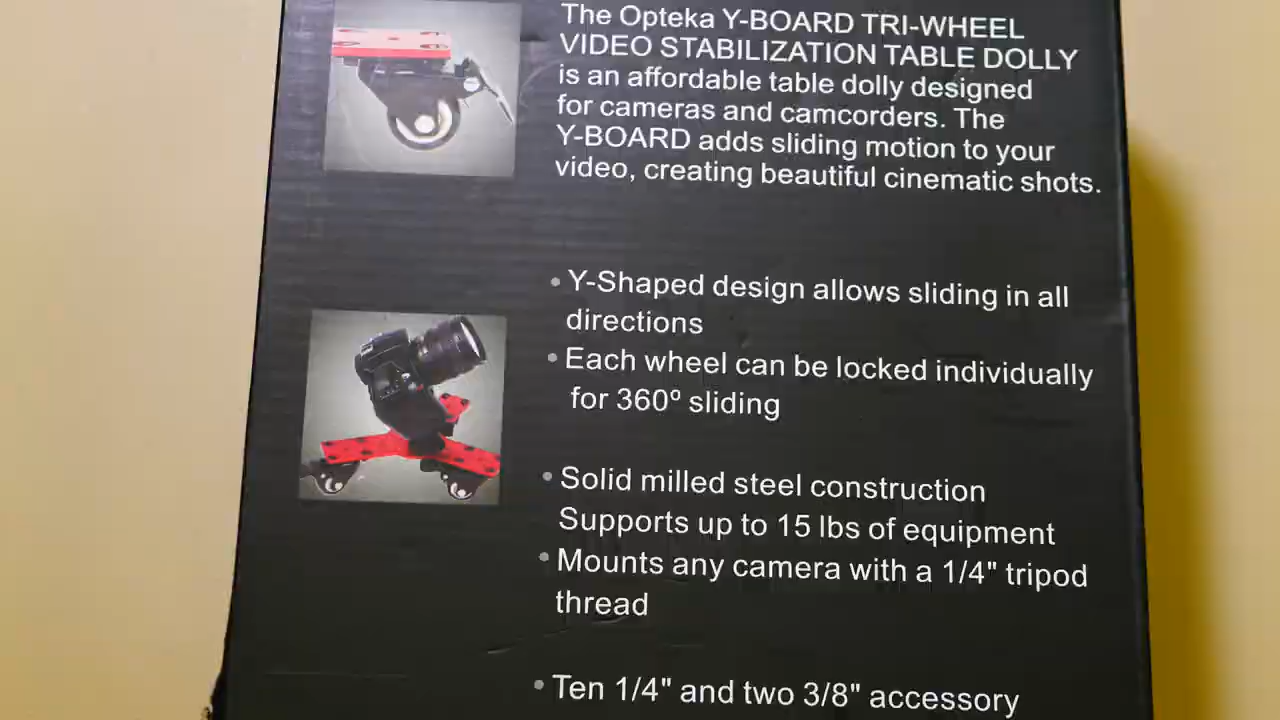 The Opteka Y-BOARD TRI-WHEEL
VIDEO STABILIZATION TABLE DOLLY
is an affordable table dolly designed
for cameras and camcorders. The
Y-BOARD adds sliding motion to your
video, creating beautiful cinematic shots.
• Y-Shaped design allows sliding in all
directions
• Each wheel can be locked individually
for 360º sliding
• Solid milled steel construction
Supports up to 15 lbs of equipment
• Mounts any camera with a 1/4" tripod
thread
• Ten 1/4" and two 3/8" accessory